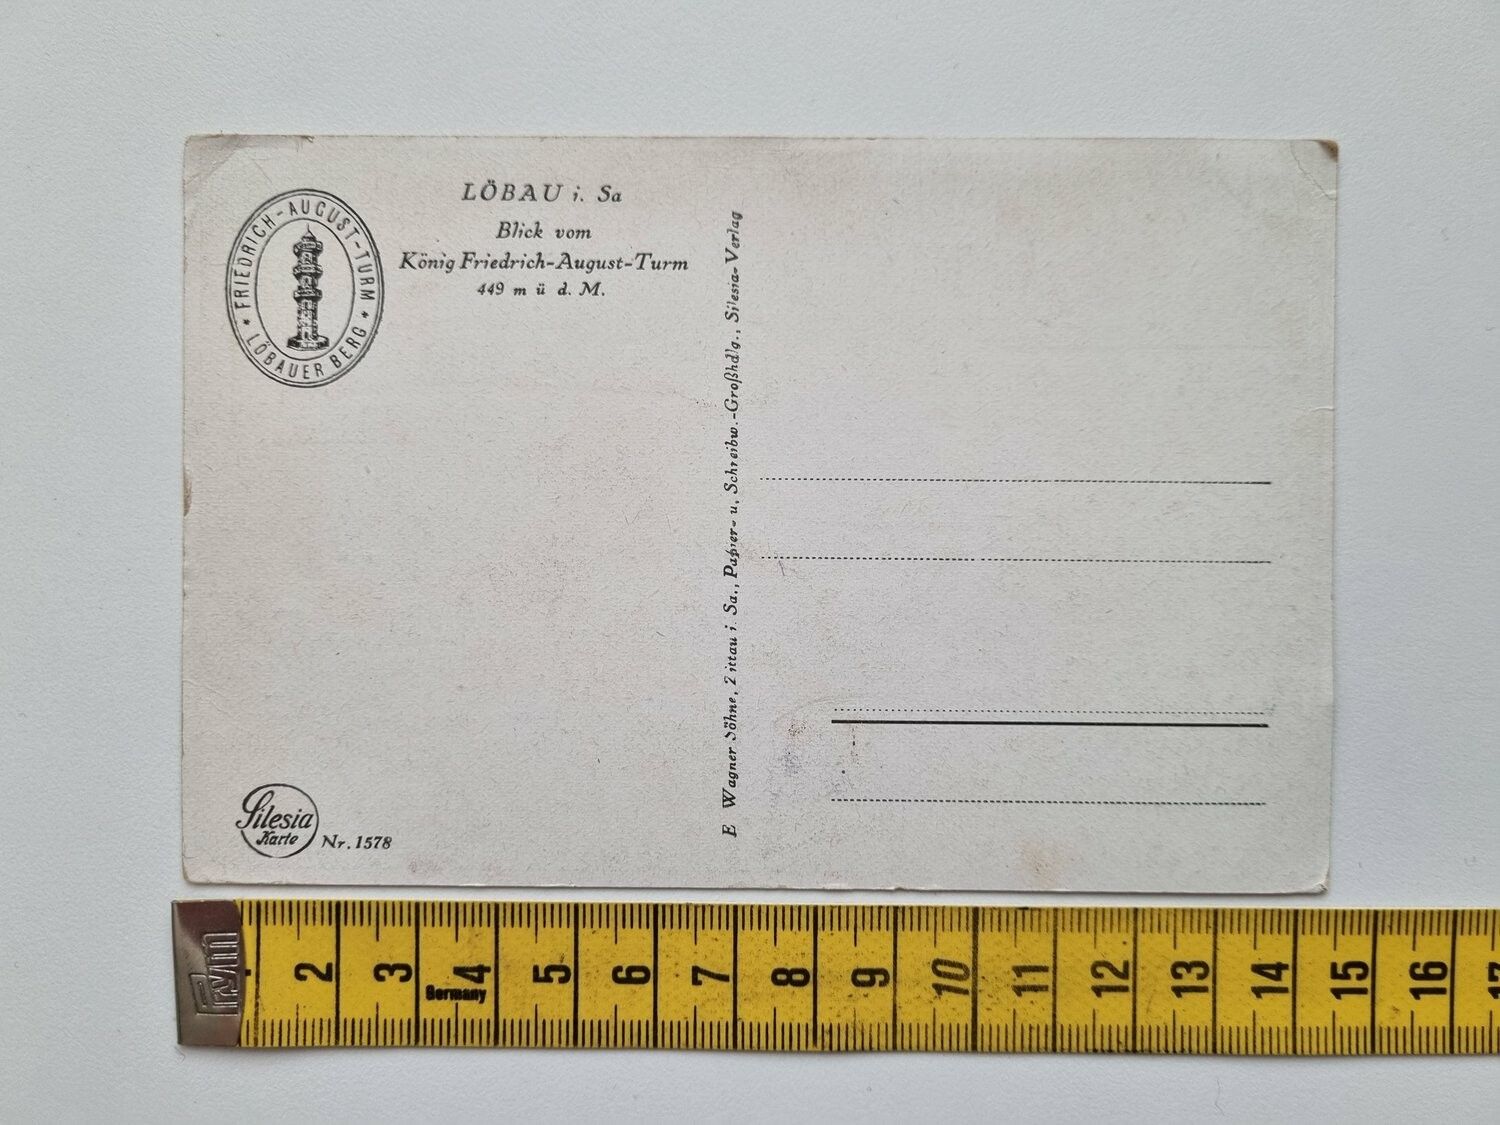 FRIEDRICH-AUGUST-TURM
* LÖBAUER BERG *
LÖBAU i. Sa
Blick vom
König Friedrich-August-Turm
449 m ü d. M.
E Wagner Söhne, Zittau i. Sa., Papier- u. Schreibw.-Großhdlg., Silesia-Verlag
Silesia
Karte
Nr. 1578
Prym
1 2 3 4 5 6 7 8 9 10 11 12 13 14 15 16 17
Germany